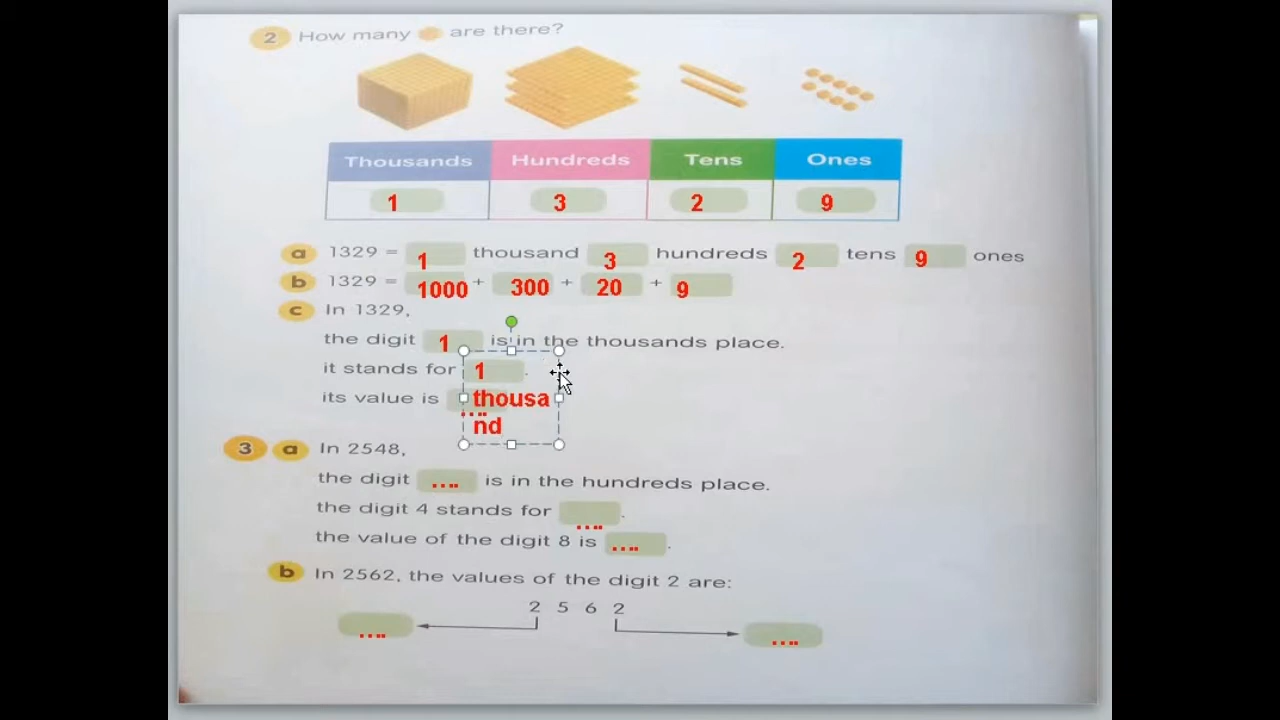 2 How many are there?
Thousands Hundreds Tens Ones
1 3 2 9
a 1329 = 1 thousand 3 hundreds 2 tens 9 ones
b 1329 = 1000 + 300 + 20 + 9
c In 1329,
the digit 1 is in the thousands place.
it stands for 1 thousand.
its value is ....
3 a In 2548,
the digit .... is in the hundreds place.
the digit 4 stands for ....
the value of the digit 8 is .... .
b In 2562, the values of the digit 2 are:
2 5 6 2
.... ....